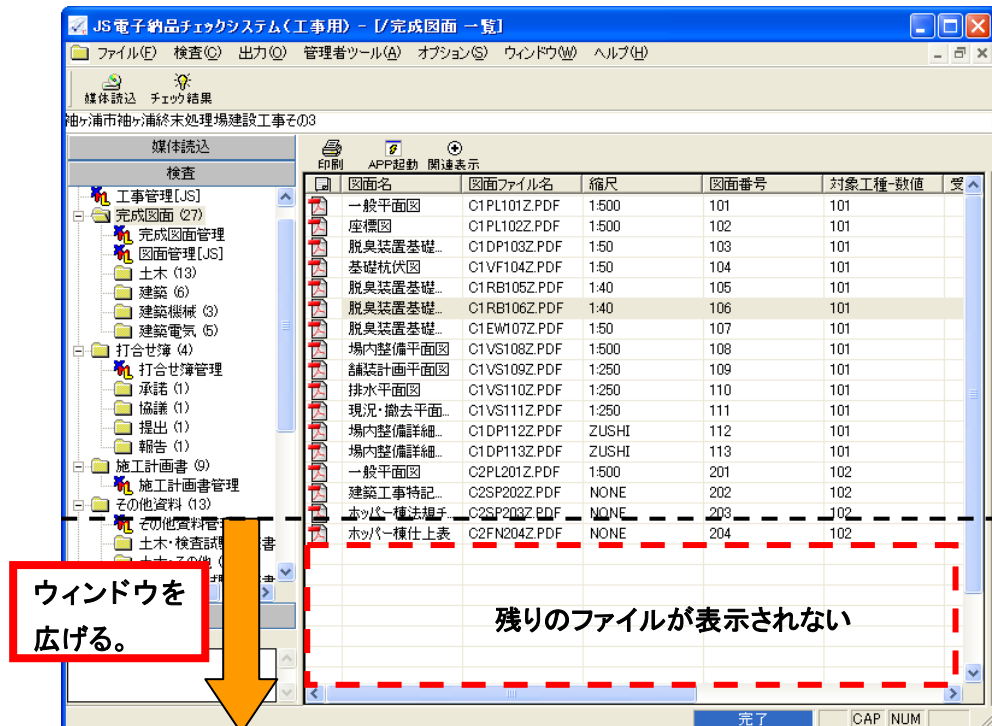 JS電子納品チェックシステム(工事用) - [/完成図面 一覧]
ファイル(F) 検査(C) 出力(O) 管理者ツール(A) オプション(S) ウィンドウ(W) ヘルプ(H)
媒体読込 チェック結果
袖ヶ浦市袖ヶ浦終末処理場建設工事その3
媒体読込
検査
工事管理[JS]
完成図面 (27)
完成図面管理
図面管理[JS]
土木 (13)
建築 (6)
建築機械 (3)
建築電気 (5)
打合せ簿 (4)
打合せ簿管理
承諾 (1)
協議 (1)
提出 (1)
報告 (1)
施工計画書 (9)
施工計画書管理
その他資料 (13)
その他資料管
土木・検査試 書
ウィンドウを
広げる。
印刷 APP起動 関連表示
図面名 図面ファイル名 縮尺 図面番号 対象工種-数値 受
一般平面図 C1PL101Z.PDF 1:500 101 101
座標図 C1PL102Z.PDF 1:500 102 101
脱臭装置基礎... C1DP103Z.PDF 1:50 103 101
基礎杭伏図 C1VF104Z.PDF 1:50 104 101
脱臭装置基礎... C1RB105Z.PDF 1:40 105 101
脱臭装置基礎... C1RB106Z.PDF 1:40 106 101
脱臭装置基礎... C1EW107Z.PDF 1:50 107 101
場内整備平面図 C1VS108Z.PDF 1:500 108 101
舗装計画平面図 C1VS109Z.PDF 1:250 109 101
排水平面図 C1VS110Z.PDF 1:250 110 101
現況・撤去平面... C1VS111Z.PDF 1:250 111 101
場内整備詳細... C1DP112Z.PDF ZUSHI 112 101
場内整備詳細... C1DP113Z.PDF ZUSHI 113 101
一般平面図 C2PL201Z.PDF 1:500 201 102
建築工事特記... C2SP202Z.PDF NONE 202 102
ホッパー棟法規チ... C2SP203Z.PDF NONE 203 102
ホッパー棟仕上表 C2FN204Z.PDF NONE 204 102
残りのファイルが表示されない
完了 CAP NUM